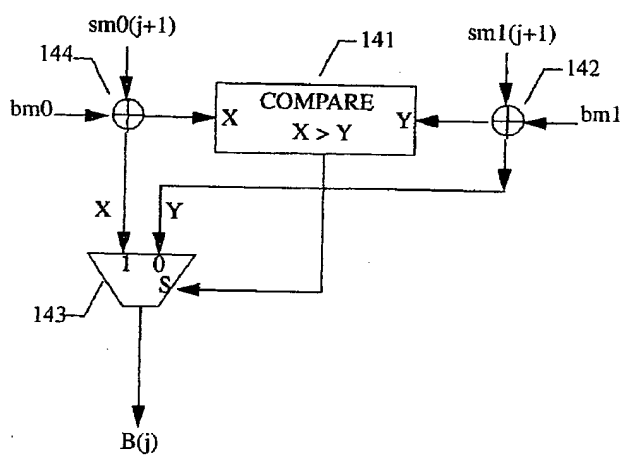 sm0(j+1)
144
141
sm1(j+1)
142
bm0
X
COMPARE
X > Y
Y
bm1
X
Y
1
0
S
143
B(j)